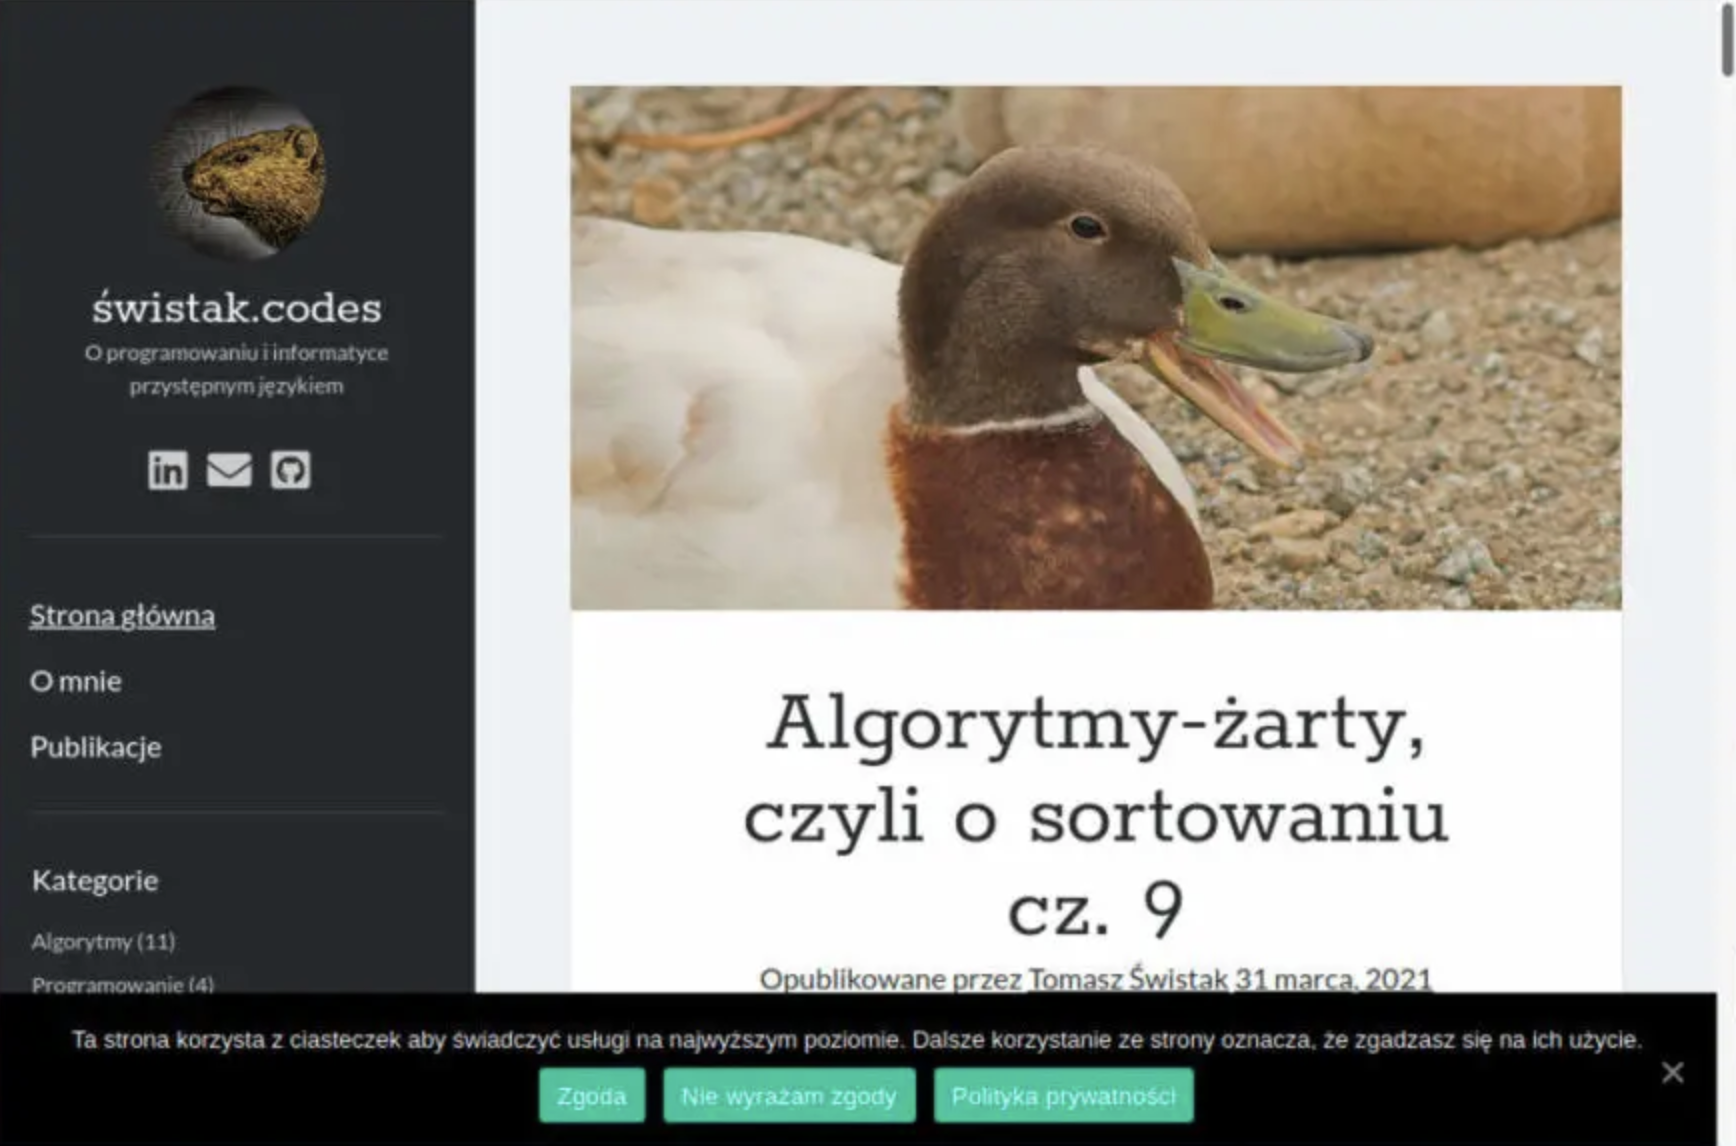 świstak.codes
O programowaniu i informatyce
przystępnym językiem
in
Strona główna
O mnie
Publikacje
Kategorie
Algorytmy (11)
Programowanie (4)
Algorytmy-żarty,
czyli o sortowaniu
cz. 9
Opublikowane przez Tomasz Świstak 31 marca, 2021
Ta strona korzysta z ciasteczek aby świadczyć usługi na najwyższym poziomie. Dalsze korzystanie ze strony oznacza, że zgadzasz się na ich użycie.
Zgoda
Nie wyrażam zgody
Polityka prywatności